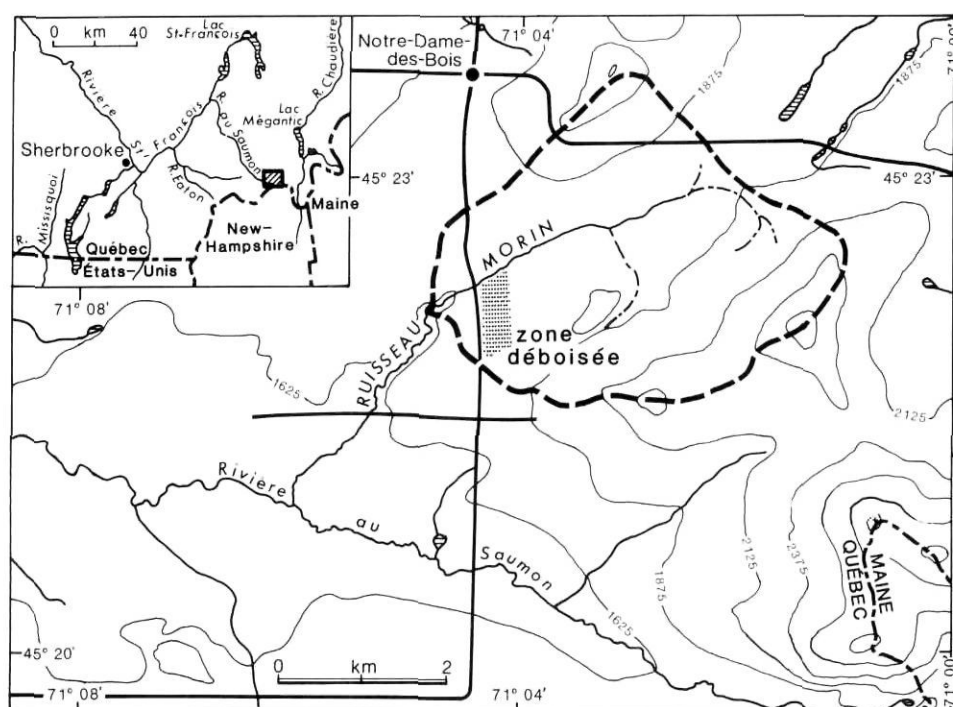 Lac
St-François
0 km 40
Rivière
St-François
R. au Saumon
R. Chaudière
Lac
Mégantic
Sherbrooke
R. Eaton
R. Missisquoi
Maine
New-
Hampshire
Québec
États-Unis
71° 08'
71° 04'
Notre-Dame-
des-Bois
1875
1875
45° 23'
45° 23'
MORIN
RUISSEAU
zone
déboisée
1625
2125
Rivière
au
Saumon
2125
2375
1875
1625
MAINE
QUÉBEC
45° 20'
0 km 2
71° 08'
71° 04'